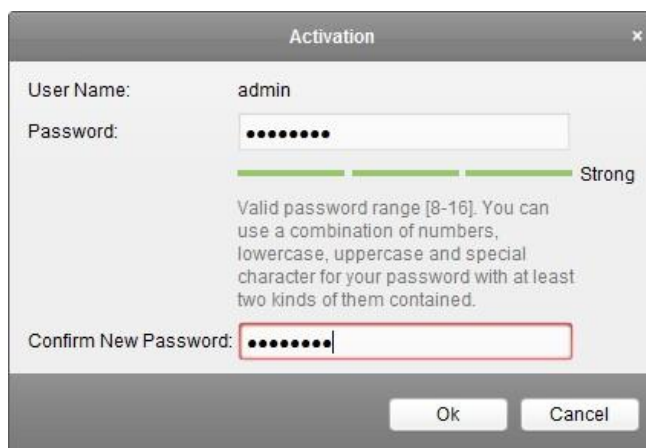 Activation ×
User Name: admin
Password: ●●●●●●●●
Strong
Valid password range [8-16]. You can
use a combination of numbers,
lowercase, uppercase and special
character for your password with at least
two kinds of them contained.
Confirm New Password: ●●●●●●●●
Ok Cancel